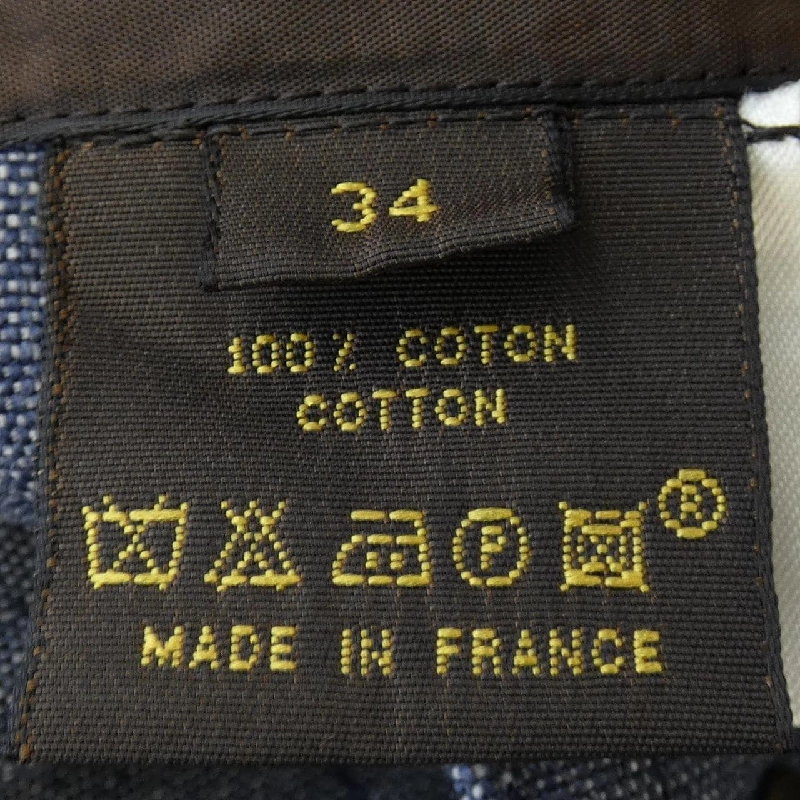 34
100% COTON
COTTON
P ®
MADE IN FRANCE